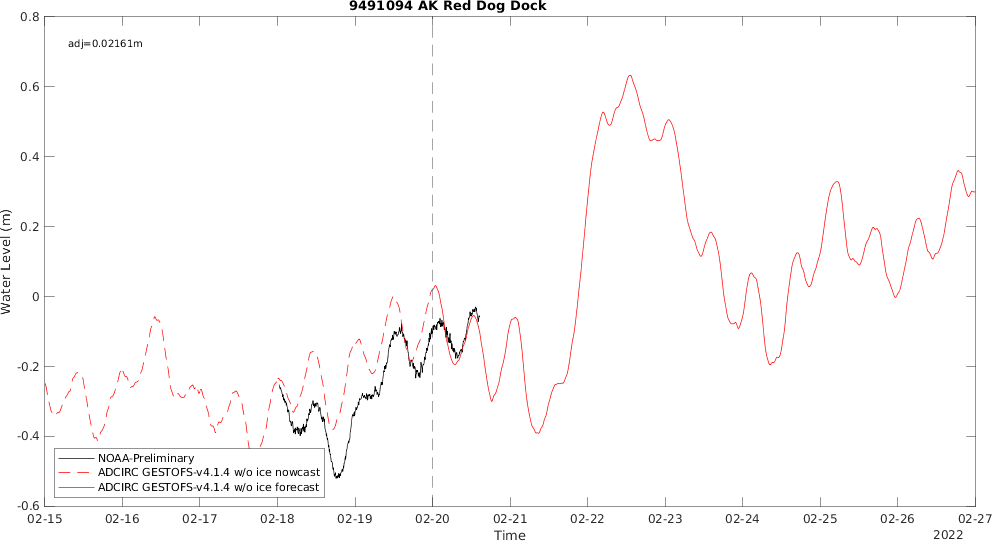 9491094 AK Red Dog Dock
adj=0.02161m
0.8
0.6
0.4
0.2
0
-0.2
-0.4
-0.6
Water Level (m)
NOAA-Preliminary
ADCIRC GESTOFS-v4.1.4 w/o ice nowcast
ADCIRC GESTOFS-v4.1.4 w/o ice forecast
02-15 02-16 02-17 02-18 02-19 02-20 02-21 02-22 02-23 02-24 02-25 02-26 02-27
Time
2022